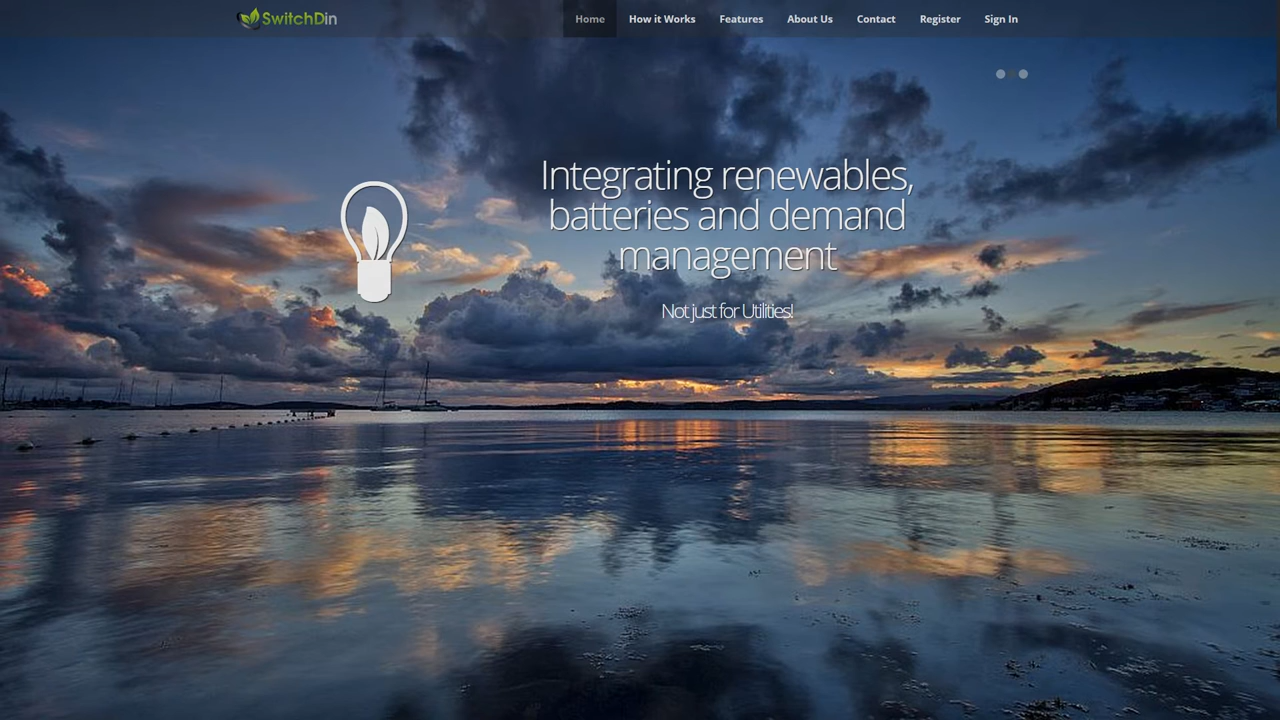 SwitchDin
Home
How it Works
Features
About Us
Contact
Register
Sign In
Integrating renewables,
batteries and demand
management
Not just for Utilities!